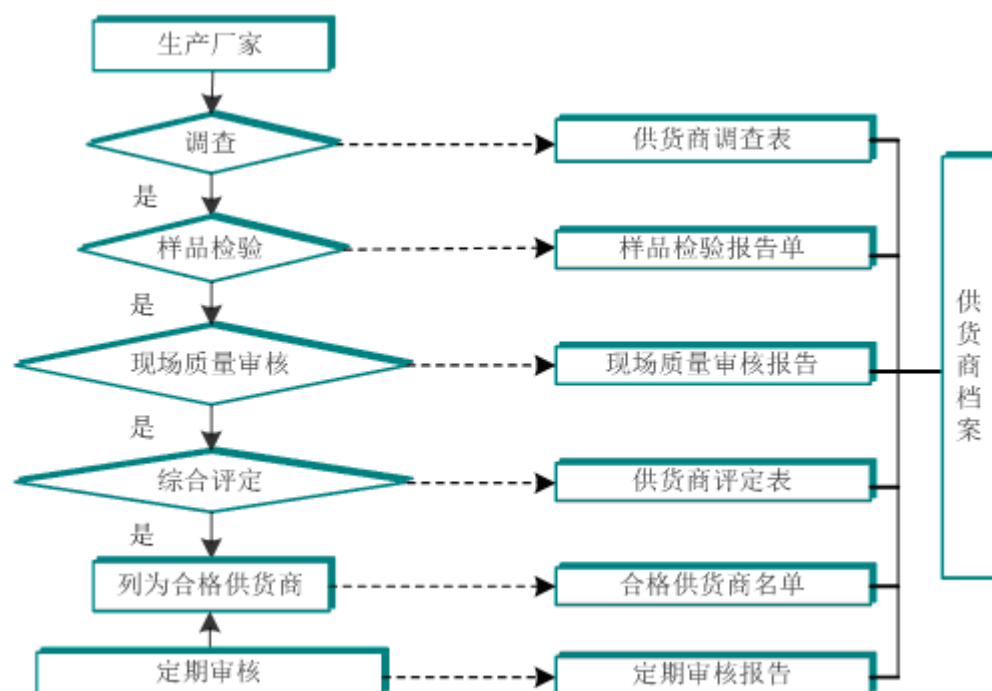 生产厂家
调查
供货商调查表
是
样品检验
样品检验报告单
是
现场质量审核
现场质量审核报告
供货商档案
是
综合评定
供货商评定表
是
列为合格供货商
合格供货商名单
定期审核
定期审核报告